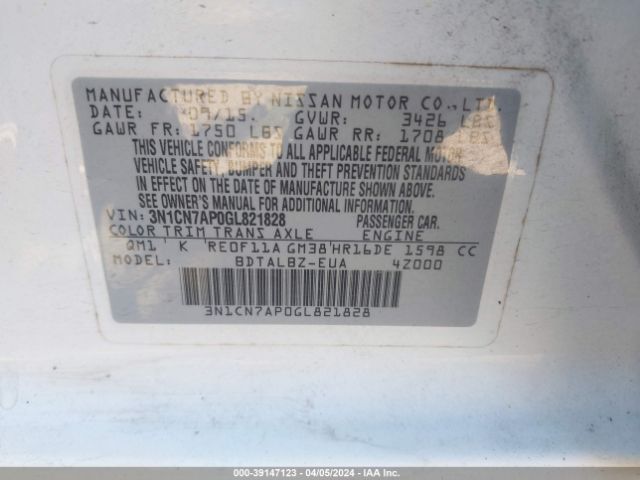 MANUFACTURED BY NISSAN MOTOR CO., LTD.
DATE: 09/15. GVWR: 3426 LBS
GAWR FR: 1750 LBS GAWR RR: 1708 LBS
THIS VEHICLE CONFORMS TO ALL APPLICABLE FEDERAL MOTOR
VEHICLE SAFETY, BUMPER AND THEFT PREVENTION STANDARDS
IN EFFECT ON THE DATE OF MANUFACTURE SHOWN ABOVE.
SEE OWNER'S MANUAL FOR ADDITIONAL INFORMATION.
VIN: 3N1CN7AP0GL821828 PASSENGER CAR.
COLOR TRIM TRANS AXLE ENGINE
QM1 K RE0F11A GM38 HR16DE 1598 CC
MODEL: BDTALBZ-EUA 4Z000
3N1CN7AP0GL821828
000-39147123 - 04/05/2024 - IAA Inc.